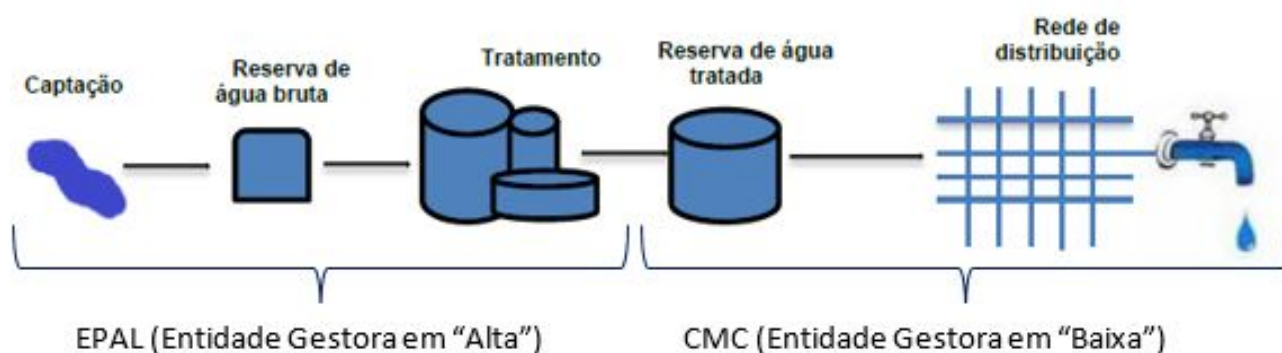 Captação
Reserva de
água bruta
Tratamento
Reserva de água
tratada
Rede de
distribuição
EPAL (Entidade Gestora em “Alta”)
CMC (Entidade Gestora em “Baixa”)